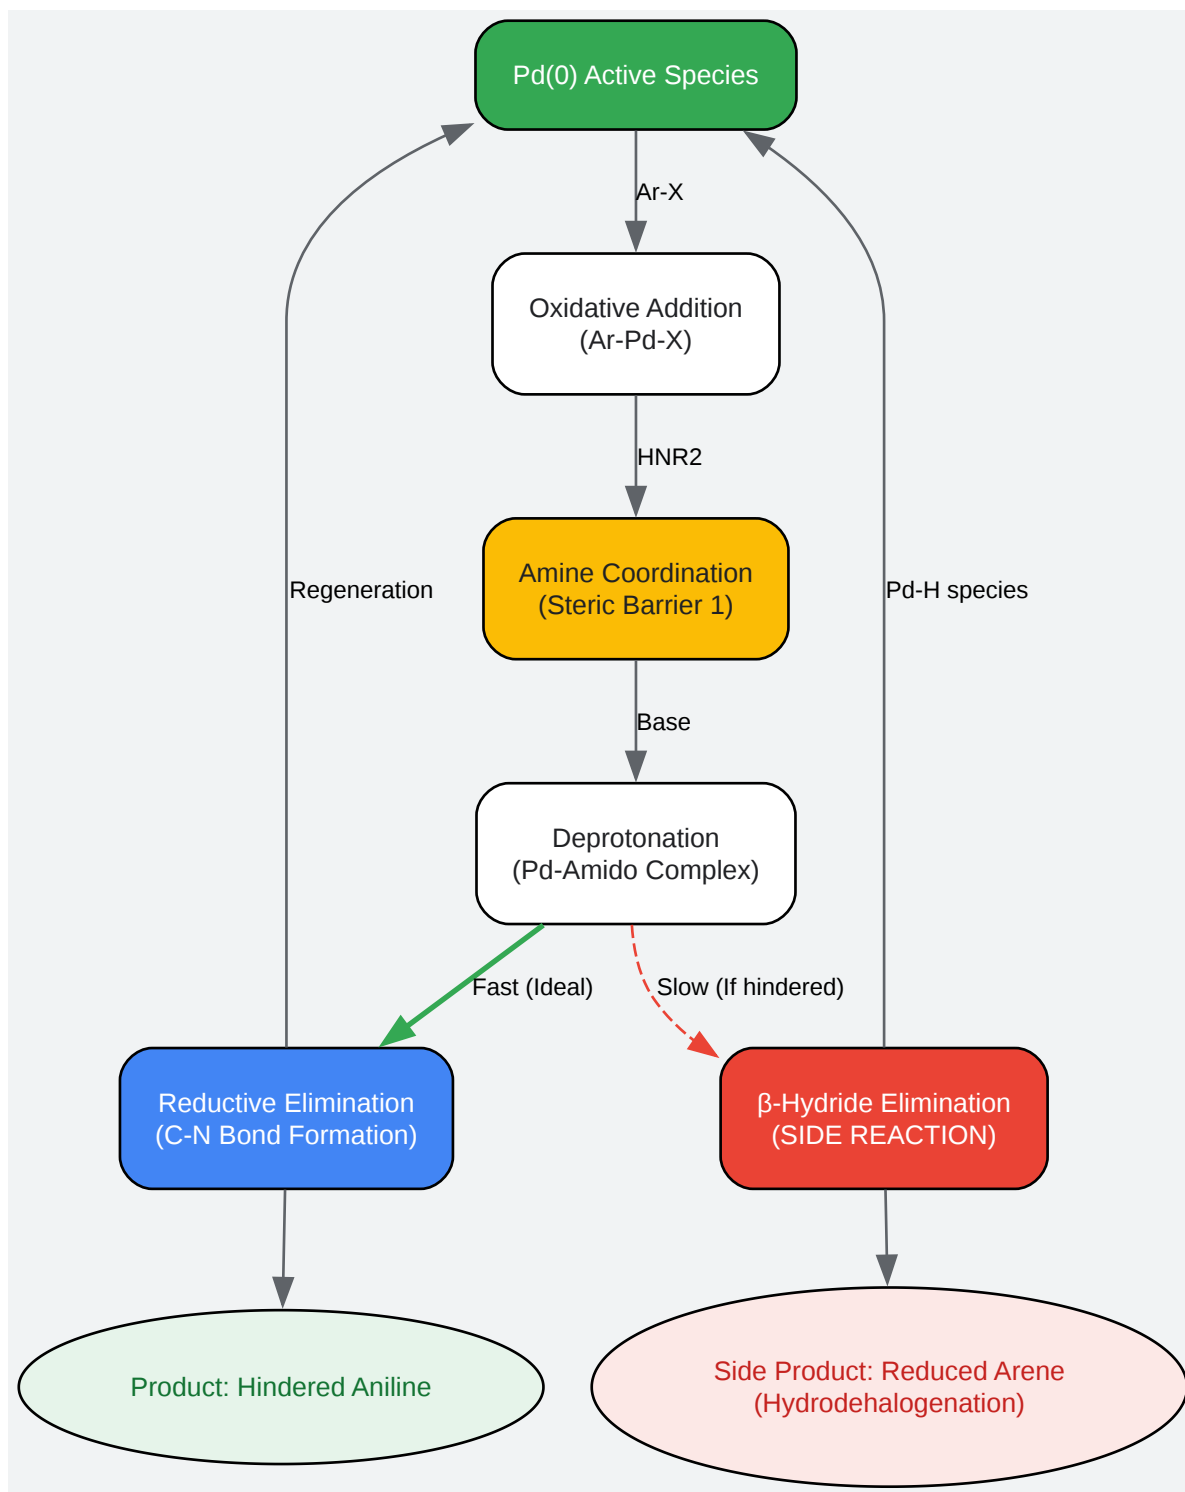 Pd(0) Active Species
Ar-X
Oxidative Addition
(Ar-Pd-X)
HNR2
Amine Coordination
(Steric Barrier 1)
Regeneration
Pd-H species
Base
Deprotonation
(Pd-Amido Complex)
Fast (Ideal)
Slow (If hindered)
Reductive Elimination
(C-N Bond Formation)
β-Hydride Elimination
(SIDE REACTION)
Product: Hindered Aniline
Side Product: Reduced Arene
(Hydrodehalogenation)